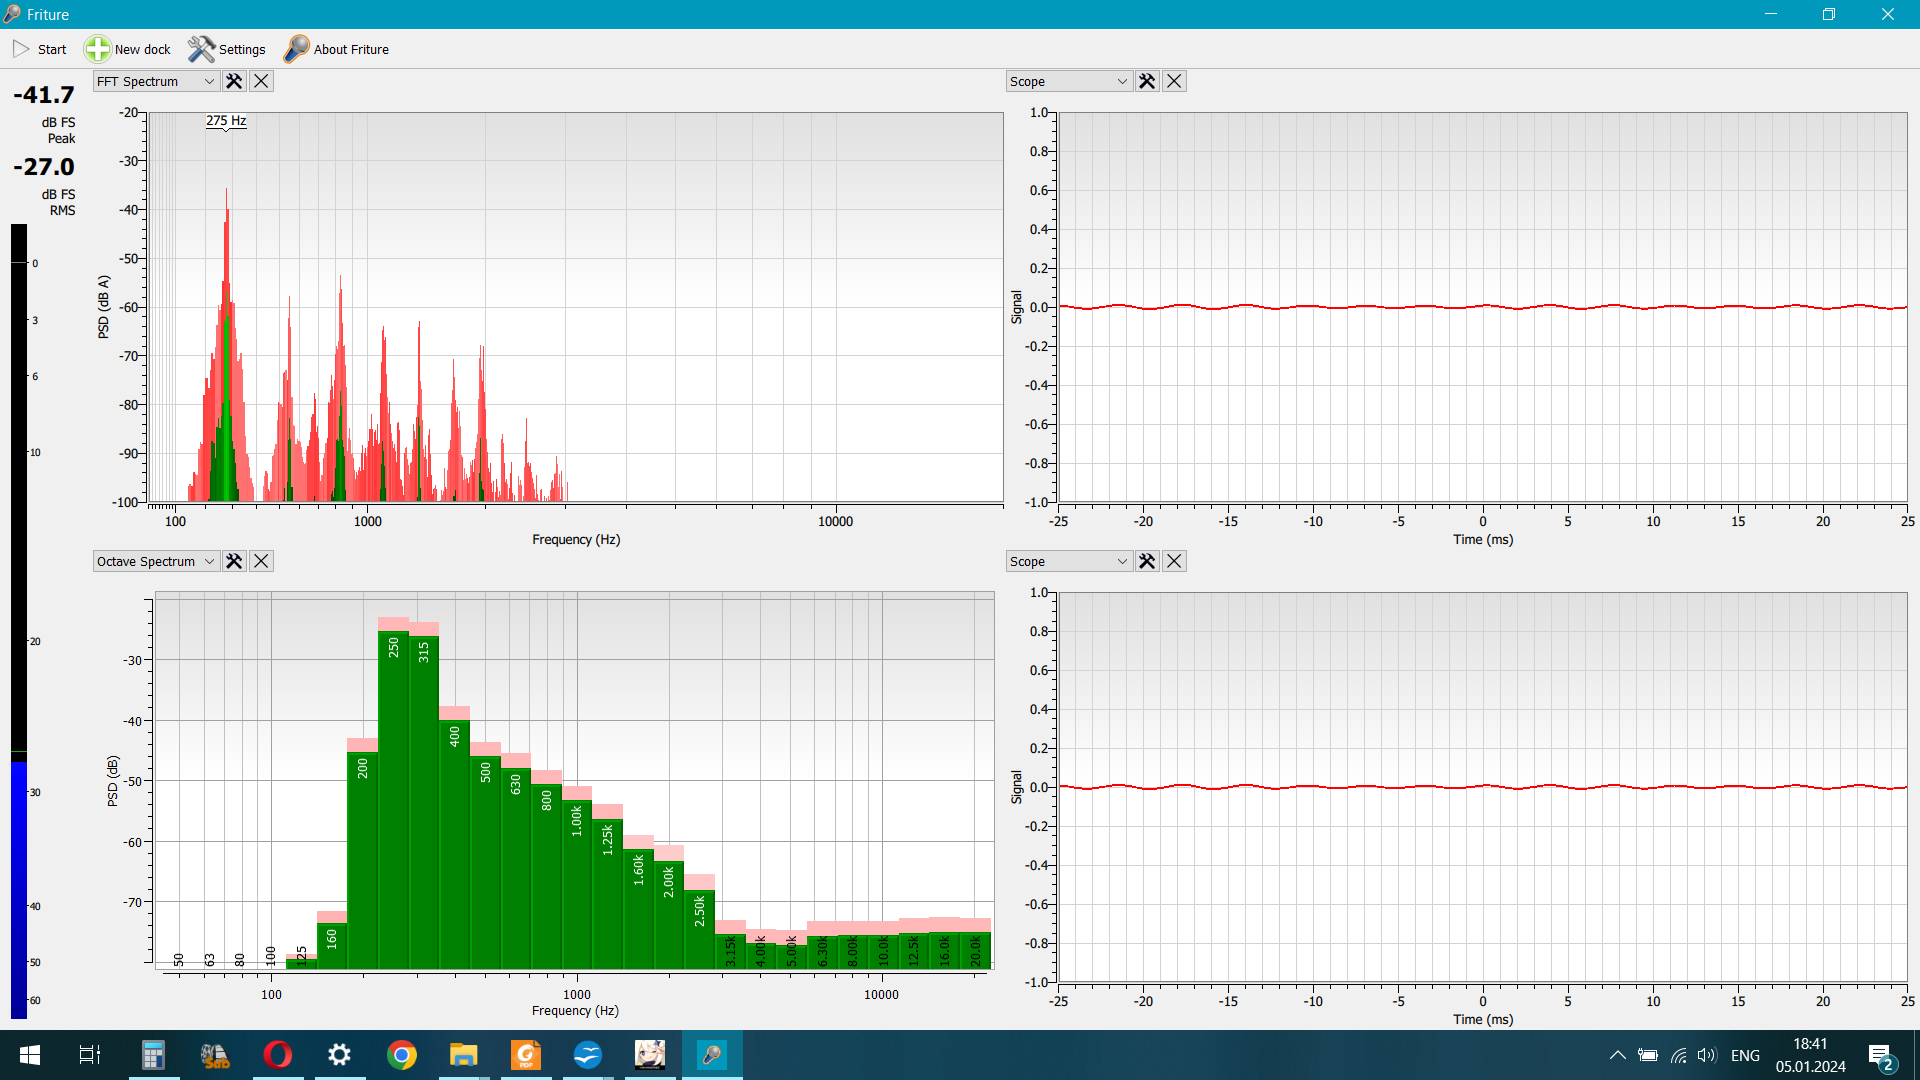 Friture
Start
New dock
Settings
About Friture
-41.7
dB FS
Peak
-27.0
dB FS
RMS
0
3
6
10
20
30
40
50
60
FFT Spectrum
275 Hz
PSD (dB A)
-20
-30
-40
-50
-60
-70
-80
-90
-100
100 1000 10000
Frequency (Hz)
Scope
Signal
1.0
0.8
0.6
0.4
0.2
0.0
-0.2
-0.4
-0.6
-0.8
-1.0
-25 -20 -15 -10 -5 0 5 10 15 20 25
Time (ms)
Octave Spectrum
PSD (dB)
-30
-40
-50
-60
-70
50 63 80 100 125 160 200 250 315 400 500 630 800 1.00k 1.25k 1.60k 2.00k 2.50k 3.15k 4.00k 5.00k 6.30k 8.00k 10.0k 12.5k 16.0k 20.0k
100 1000 10000
Frequency (Hz)
Scope
Signal
1.0
0.8
0.6
0.4
0.2
0.0
-0.2
-0.4
-0.6
-0.8
-1.0
-25 -20 -15 -10 -5 0 5 10 15 20 25
Time (ms)
ENG
18:41
05.01.2024
2
PDF